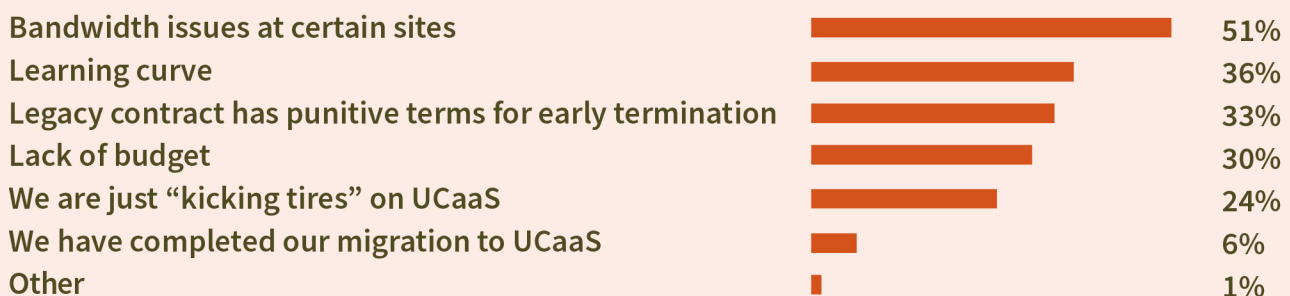 Bandwidth issues at certain sites 51%
Learning curve 36%
Legacy contract has punitive terms for early termination 33%
Lack of budget 30%
We are just “kicking tires” on UCaaS 24%
We have completed our migration to UCaaS 6%
Other 1%